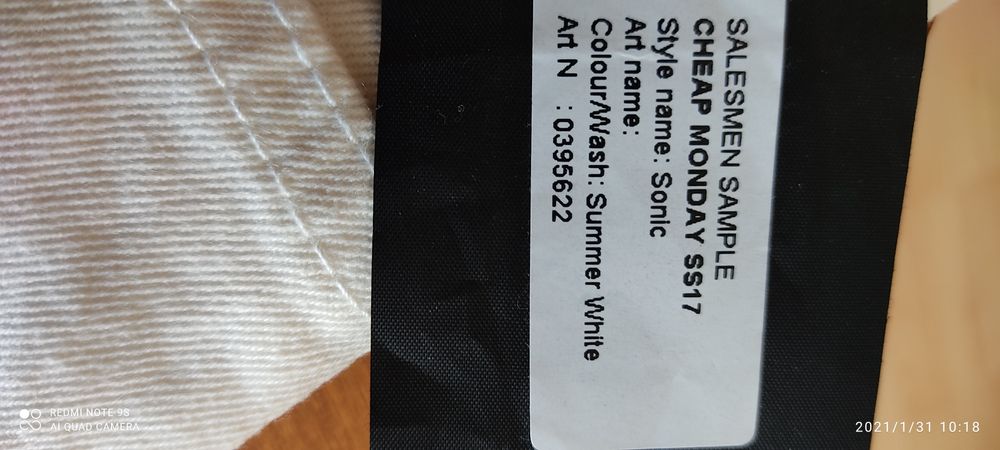 SALESMEN SAMPLE
CHEAP MONDAY SS17
Style name: Sonic
Art name:
Colour/Wash: Summer White
Art N : 0395622
REDMI NOTE 9S
AI QUAD CAMERA
2021/1/31 10:18